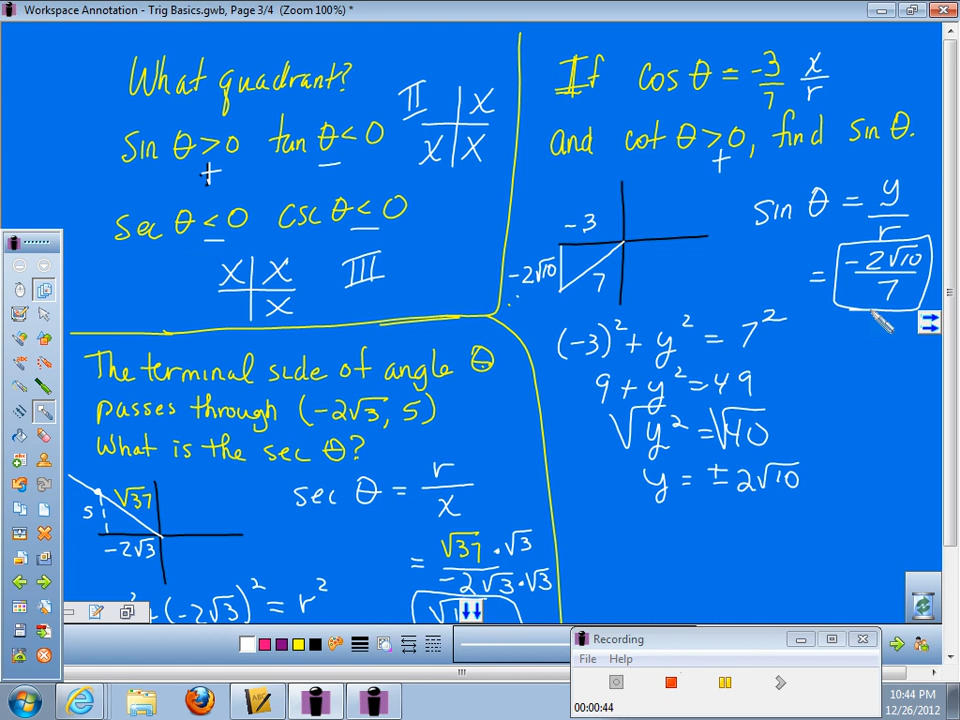 Workspace Annotation - Trig Basics.gwb, Page 3/4 (Zoom 100%) *
What quadrant?
sin θ > 0 tan θ < 0 II
+ −
X
X X
sec θ < 0 csc θ < 0
− −
X X III
X
The terminal side of angle θ
passes through (-2√3, 5)
What is the sec θ?
√37
5
-2√3
sec θ = r/x
= √37 · √3 / -2√3 · √3
(-2√3)² = r²
If cos θ = -3/7 x/r
and cot θ > 0, find sin θ.
+
-3
-2√10
7
sin θ = y/r
= -2√10/7
(-3)² + y² = 7²
9 + y² = 49
√y² = √40
y = ± 2√10
Recording
File Help
00:00:44
10:44 PM
12/26/2012